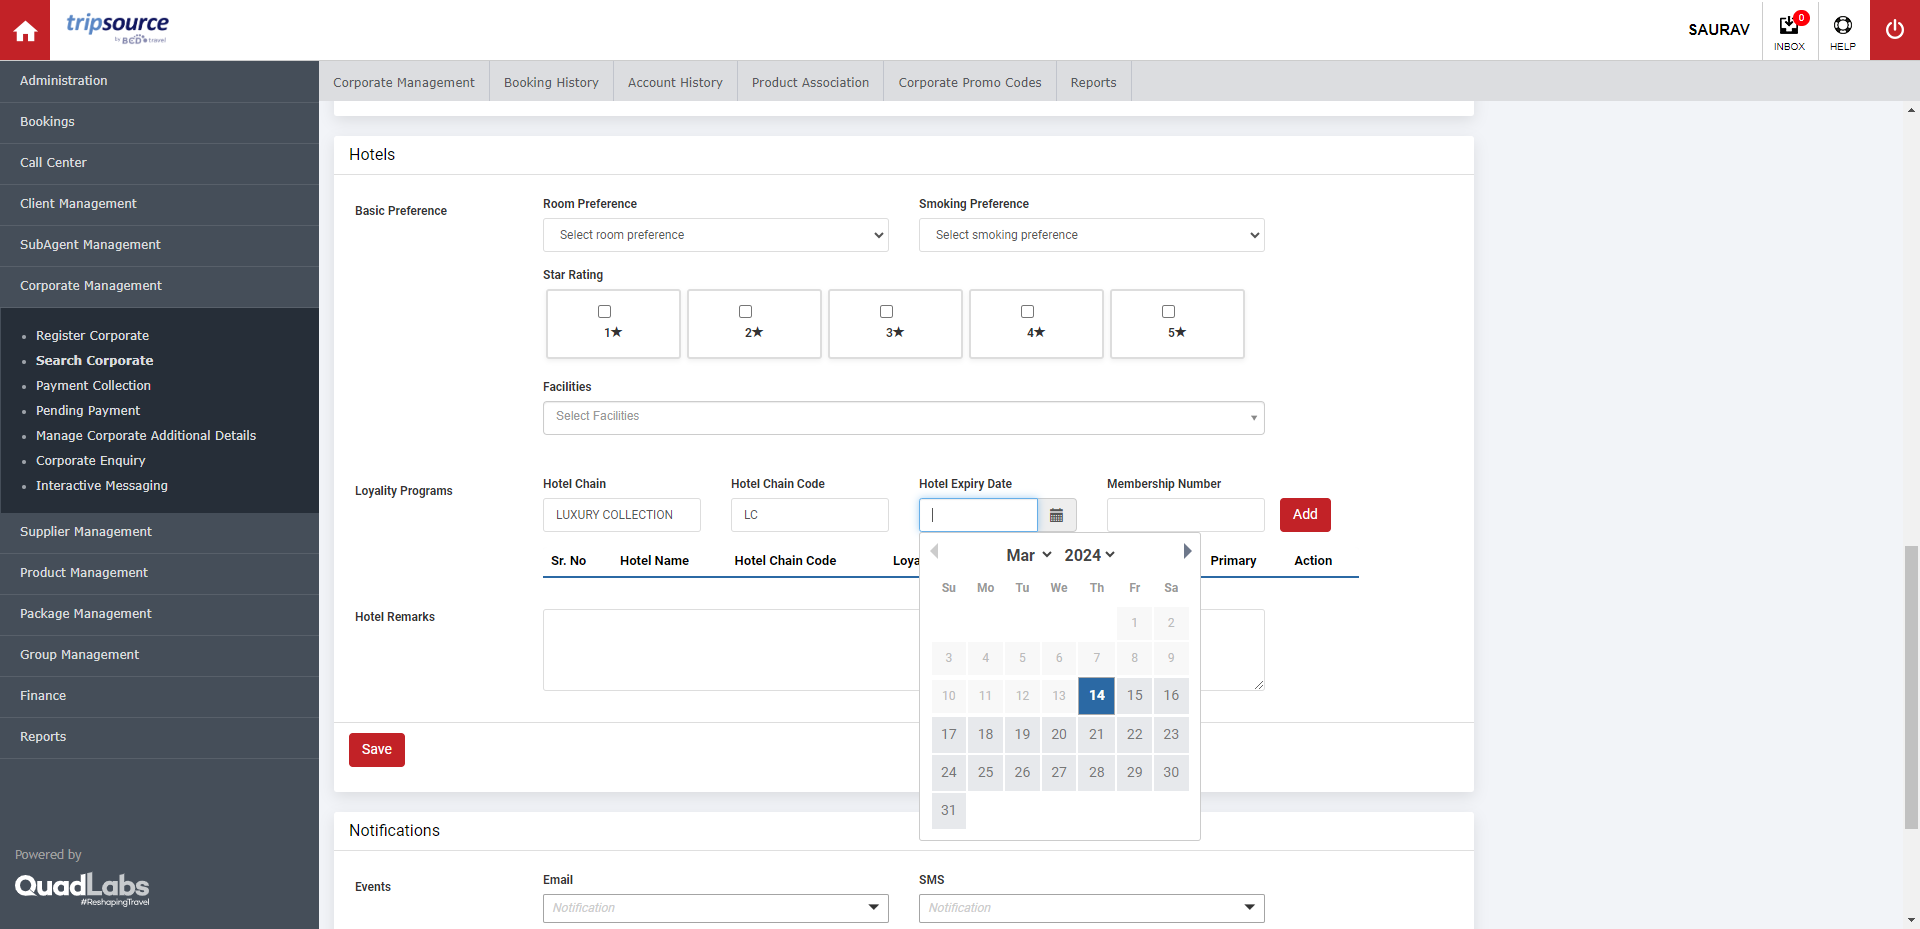 tripsource
by BCD travel
SAURAV
0
INBOX
HELP
Administration
Bookings
Call Center
Client Management
SubAgent Management
Corporate Management
Register Corporate
Search Corporate
Payment Collection
Pending Payment
Manage Corporate Additional Details
Corporate Enquiry
Interactive Messaging
Supplier Management
Product Management
Package Management
Group Management
Finance
Reports
Powered by
QuadLabs
#ReshapingTravel
Corporate Management Booking History Account History Product Association Corporate Promo Codes Reports
Hotels
Basic Preference
Room Preference Smoking Preference
Select room preference Select smoking preference
Star Rating
1★ 2★ 3★ 4★ 5★
Facilities
Select Facilities
Loyality Programs
Hotel Chain Hotel Chain Code Hotel Expiry Date Membership Number
LUXURY COLLECTION LC Add
Sr. No Hotel Name Hotel Chain Code Loya Primary Action
Mar 2024
Su Mo Tu We Th Fr Sa
1 2
3 4 5 6 7 8 9
10 11 12 13 14 15 16
17 18 19 20 21 22 23
24 25 26 27 28 29 30
31
Hotel Remarks
Save
Notifications
Events
Email SMS
Notification Notification